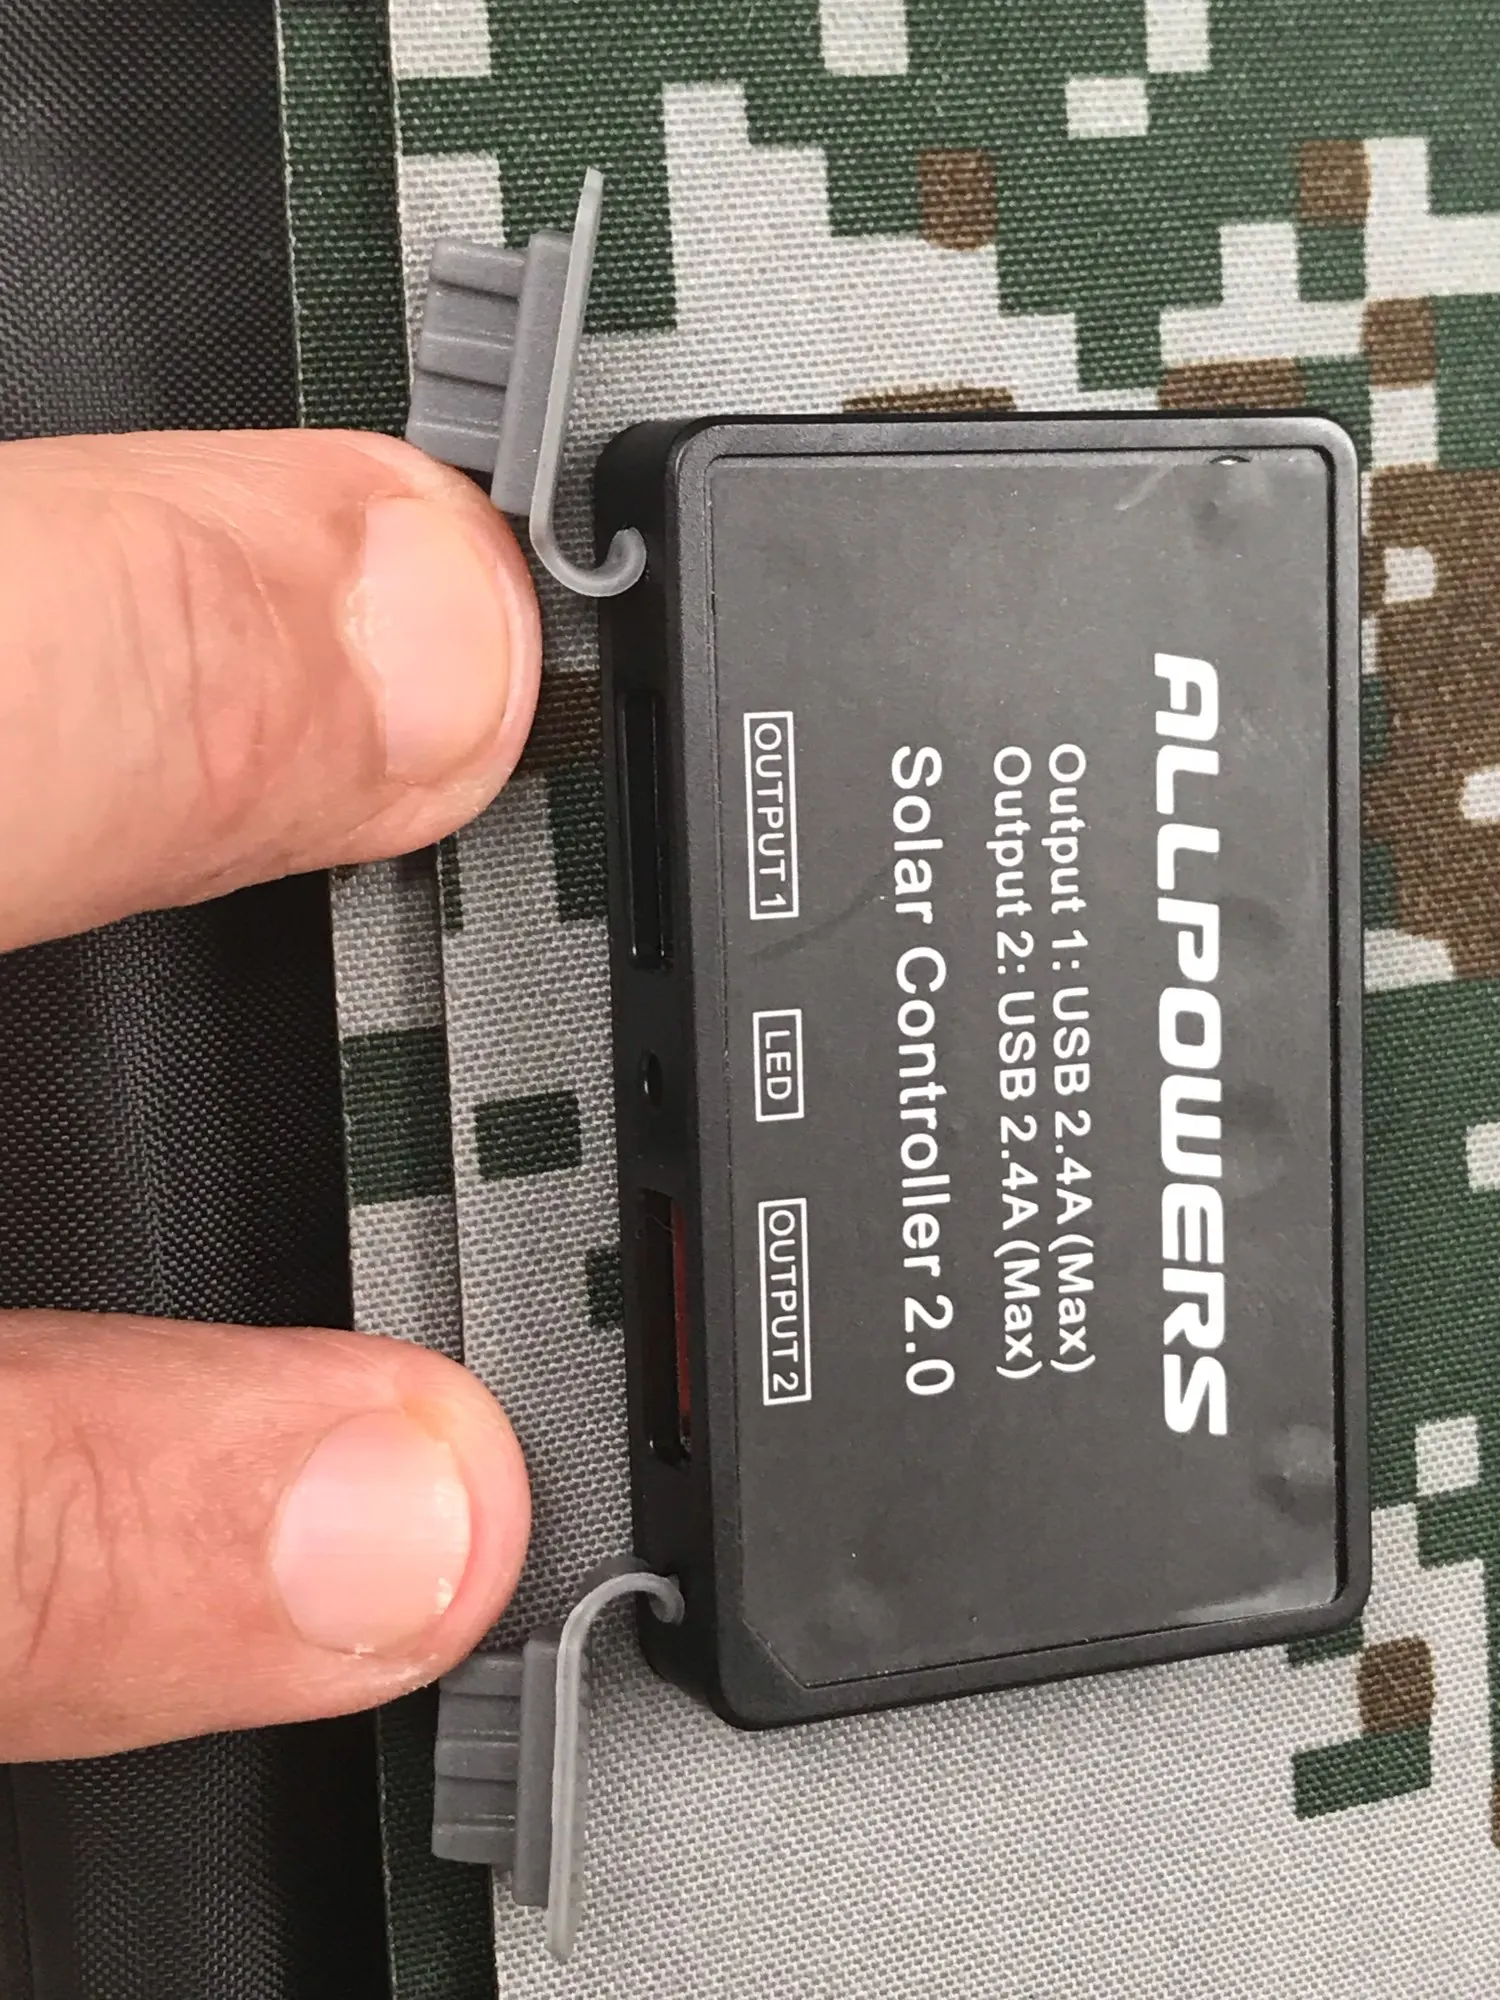 ALLPOWERS
Output 1: USB 2.4A (Max)
Output 2: USB 2.4A (Max)
Solar Controller 2.0
OUTPUT 1 LED OUTPUT 2